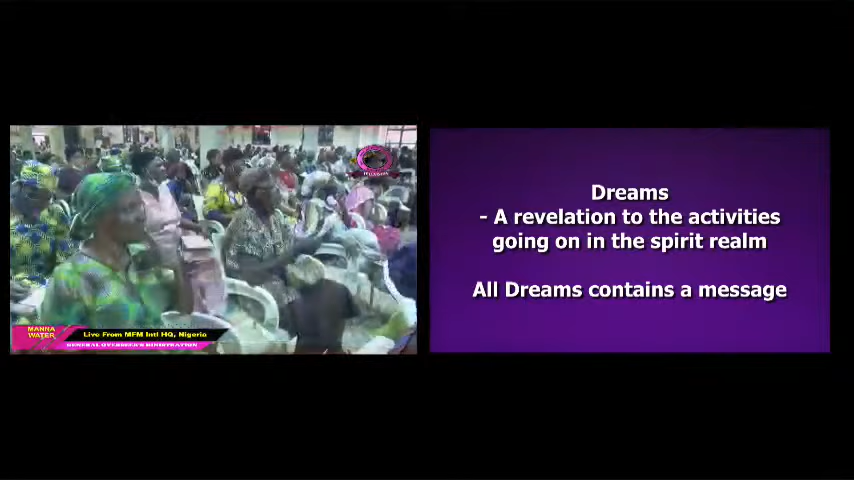 MANNA
WATER
Live From MFM Intl HQ, Nigeria
GENERAL OVERSEER'S MINISTRATION
Dreams
- A revelation to the activities
going on in the spirit realm
All Dreams contains a message